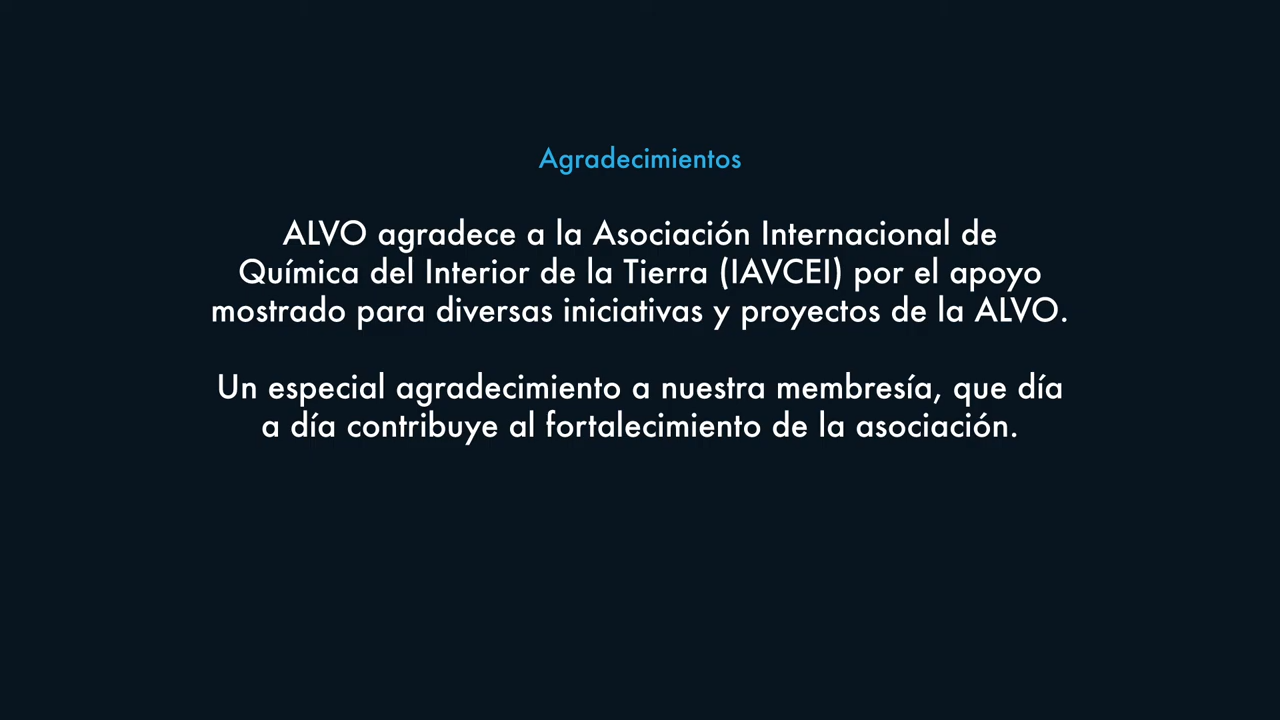 Agradecimientos
ALVO agradece a la Asociación Internacional de
Química del Interior de la Tierra (IAVCEI) por el apoyo
mostrado para diversas iniciativas y proyectos de la ALVO.
Un especial agradecimiento a nuestra membresía, que día
a día contribuye al fortalecimiento de la asociación.